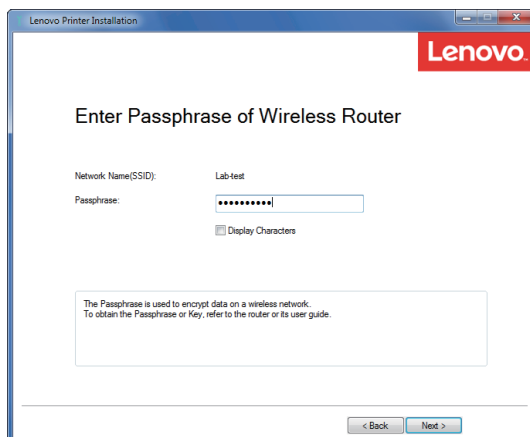 Lenovo Printer Installation
Lenovo
Enter Passphrase of Wireless Router
Network Name(SSID): Lab-test
Passphrase: ••••••••••
Display Characters
The Passphrase is used to encrypt data on a wireless network.
To obtain the Passphrase or Key, refer to the router or its user guide.
< Back Next >